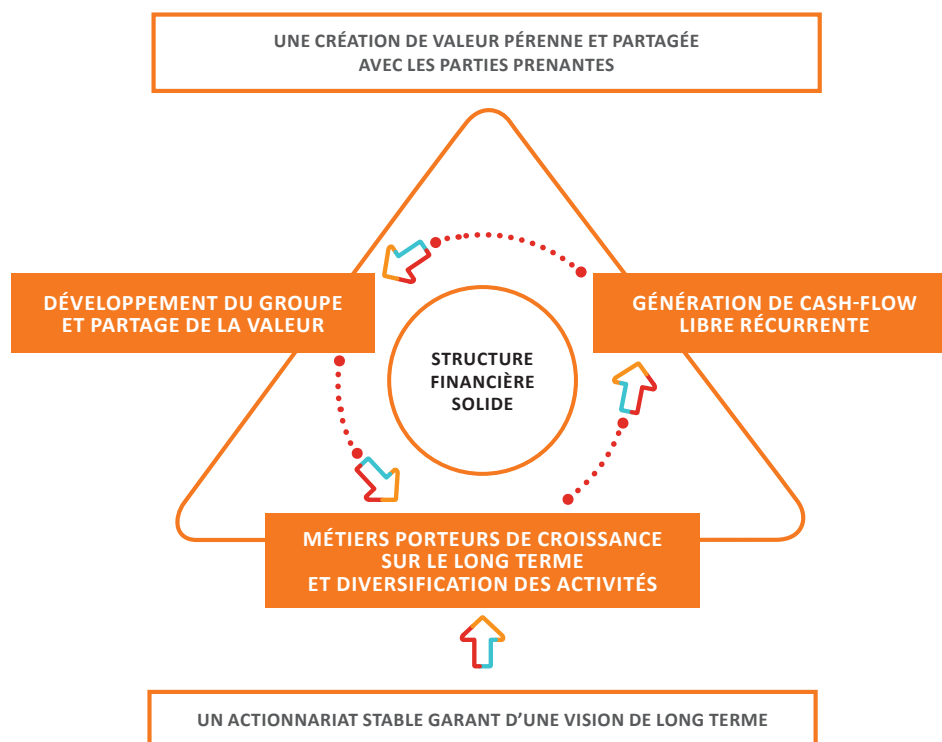 UNE CRÉATION DE VALEUR PÉRENNE ET PARTAGÉE
AVEC LES PARTIES PRENANTES
DÉVELOPPEMENT DU GROUPE
ET PARTAGE DE LA VALEUR
GÉNÉRATION DE CASH-FLOW
LIBRE RÉCURRENTE
STRUCTURE
FINANCIÈRE
SOLIDE
MÉTIERS PORTEURS DE CROISSANCE
SUR LE LONG TERME
ET DIVERSIFICATION DES ACTIVITÉS
UN ACTIONNARIAT STABLE GARANT D’UNE VISION DE LONG TERME